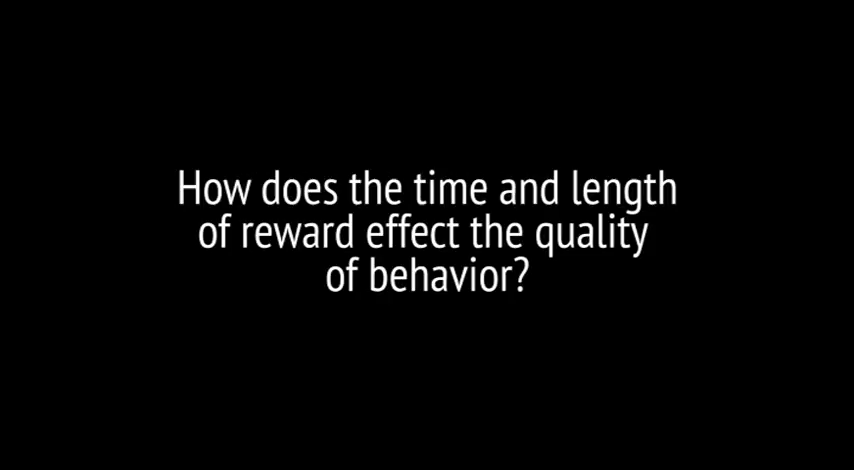 How does the time and length
of reward effect the quality
of behavior?